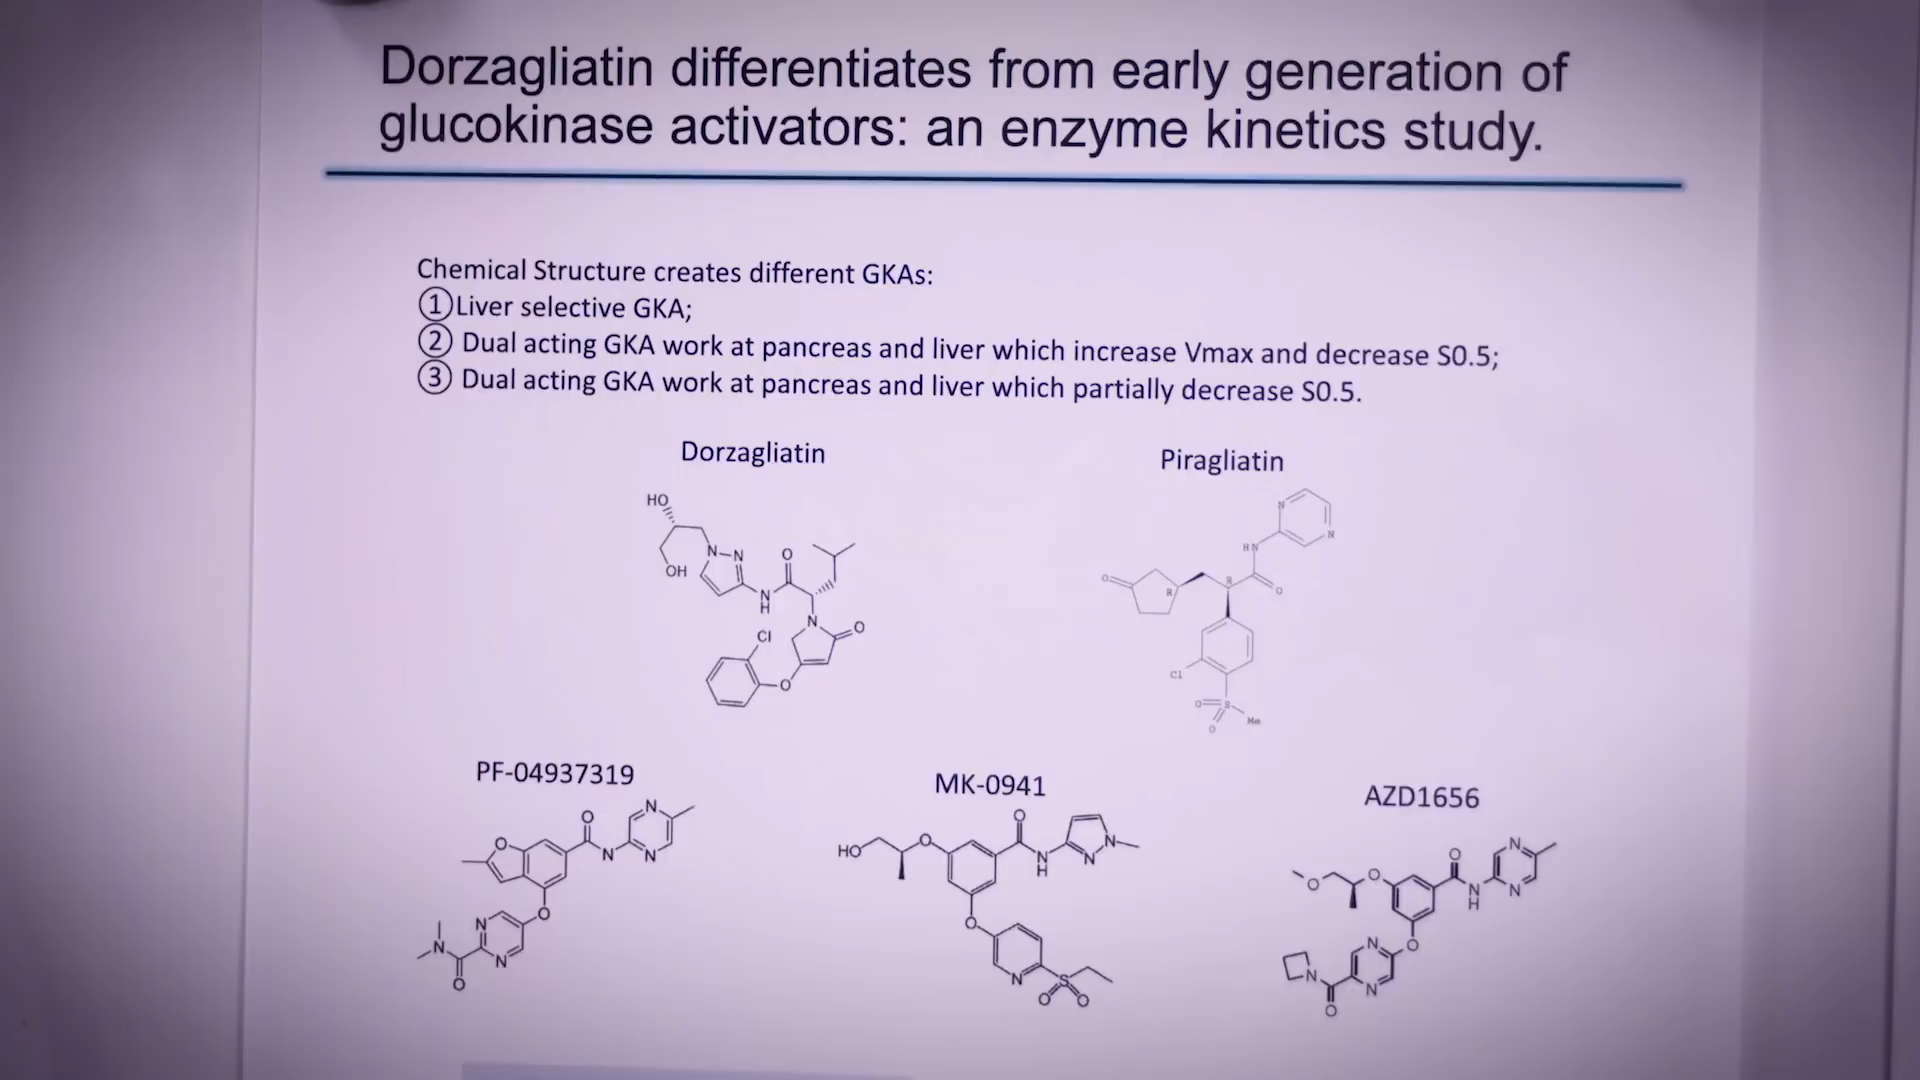 Dorzagliatin differentiates from early generation of
glucokinase activators: an enzyme kinetics study.
Chemical Structure creates different GKAs:
①Liver selective GKA;
② Dual acting GKA work at pancreas and liver which increase Vmax and decrease S0.5;
③ Dual acting GKA work at pancreas and liver which partially decrease S0.5.
Dorzagliatin
HO
OH
N
N
N
H
O
N
O
Cl
O
Piragliatin
N
N
HN
O
R
R
O
Cl
O
S
O
Me
PF-04937319
O
O
N
N
N
O
N
N
N
O
MK-0941
HO
O
O
N
H
N
N
O
N
S
O
O
AZD1656
O
O
O
N
H
N
N
O
N
N
N
O